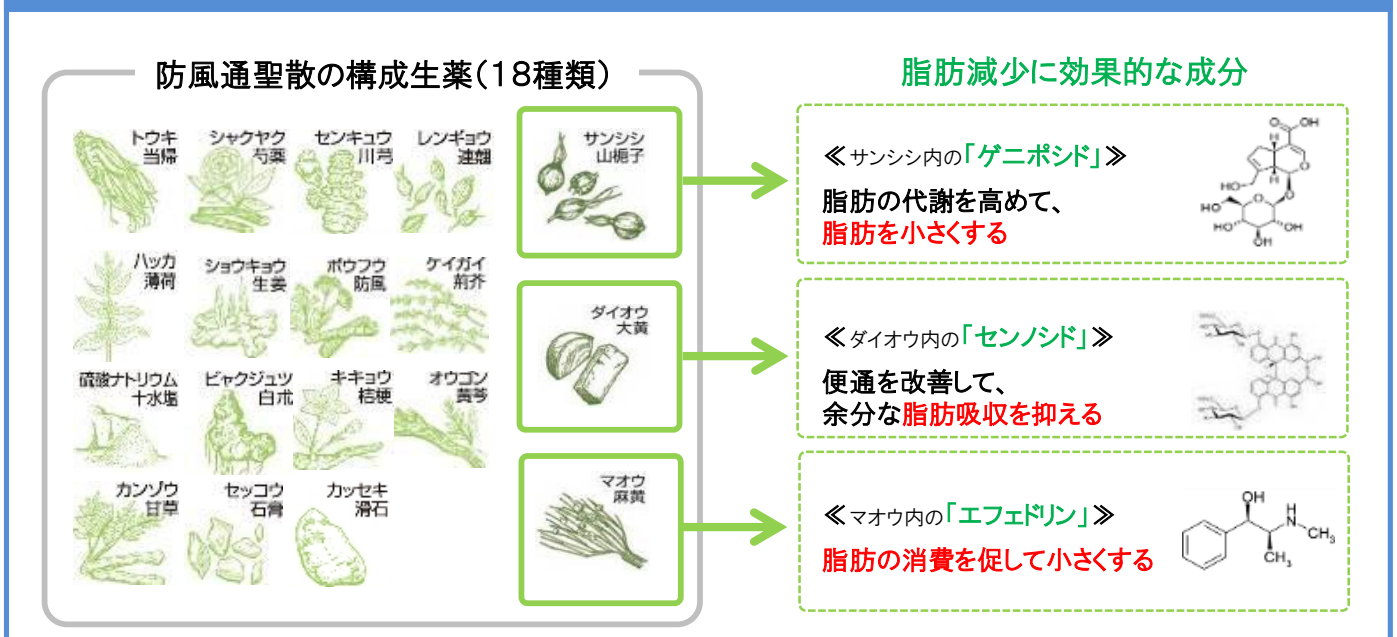 防風通聖散の構成生薬(18種類)
トウキ
当帰
シャクヤク
芍薬
センキュウ
川芎
レンギョウ
連翹
サンシシ
山梔子
ハッカ
薄荷
ショウキョウ
生姜
ボウフウ
防風
ケイガイ
荊芥
ダイオウ
大黄
硫酸ナトリウム
十水塩
ビャクジュツ
白朮
キキョウ
桔梗
オウゴン
黄芩
カンゾウ
甘草
セッコウ
石膏
カッセキ
滑石
マオウ
麻黄
脂肪減少に効果的な成分
≪サンシシ内の「ゲニポシド」≫
脂肪の代謝を高めて、
脂肪を小さくする
O
OH
H
O
H
HO
O
HO
O
HO
OH
OH
≪ダイオウ内の「センノシド」≫
便通を改善して、
余分な脂肪吸収を抑える
≪マオウ内の「エフェドリン」≫
脂肪の消費を促して小さくする
OH
H
N
CH3
CH3